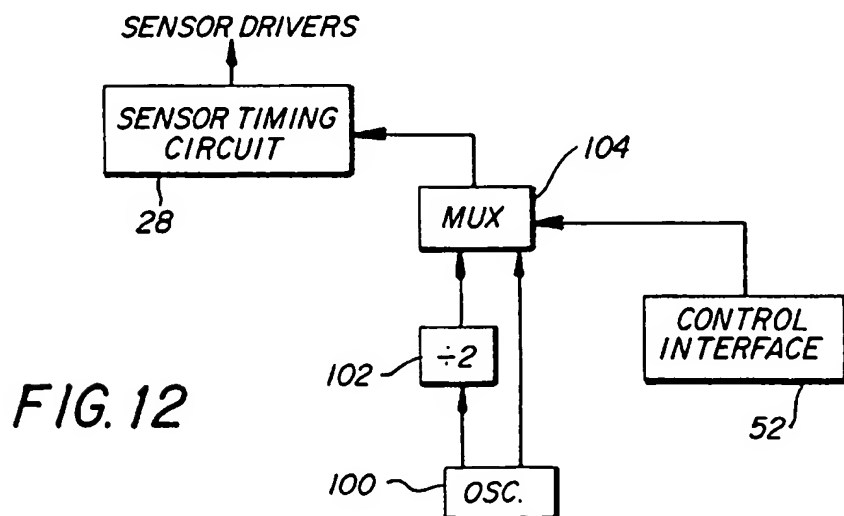 SENSOR DRIVERS
SENSOR TIMING
CIRCUIT
28
104
MUX
CONTROL
INTERFACE
52
102
÷2
FIG. 12
100
OSC.